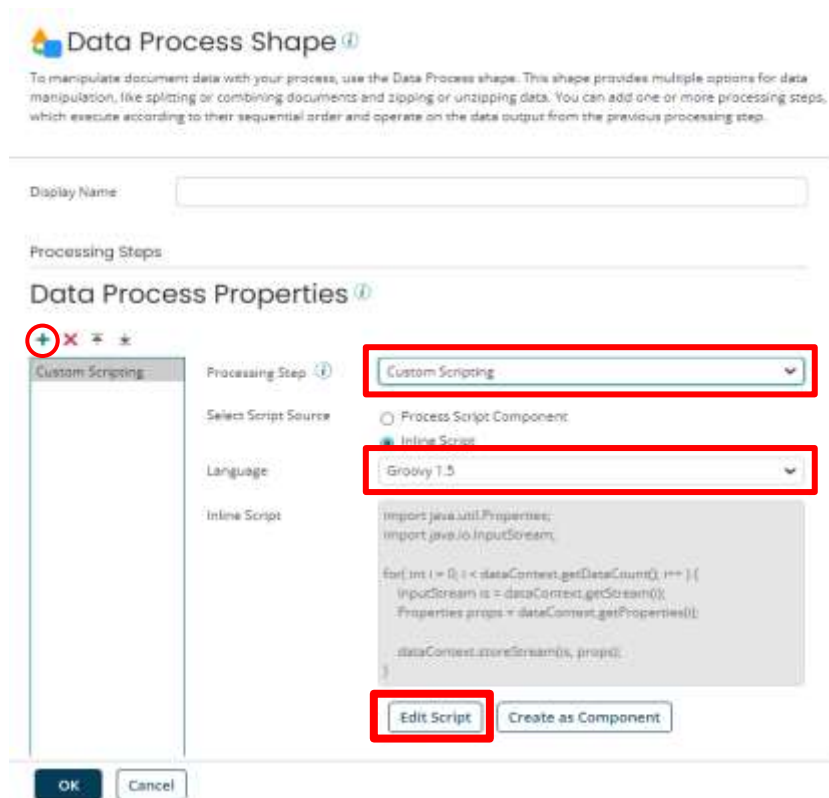 Data Process Shape
To manipulate document data with your process, use the Data Process shape. This shape provides multiple options for data
manipulation, like splitting or combining documents and zipping or unzipping data. You can add one or more processing steps,
which execute according to their sequential order and operate on the data output from the previous processing step.
Display Name
Processing Steps
Data Process Properties
Custom Scripting
Processing Step
Custom Scripting
Select Script Source
Process Script Component
Inline Script
Language
Groovy 1.5
Inline Script
import java.util.Properties;
import java.io.InputStream;
for( int i = 0; i < dataContext.getDataCount(); i++ ) {
InputStream is = dataContext.getStream(i);
Properties props = dataContext.getProperties(i);
dataContext.storeStream(is, props);
}
Edit Script
Create as Component
OK
Cancel